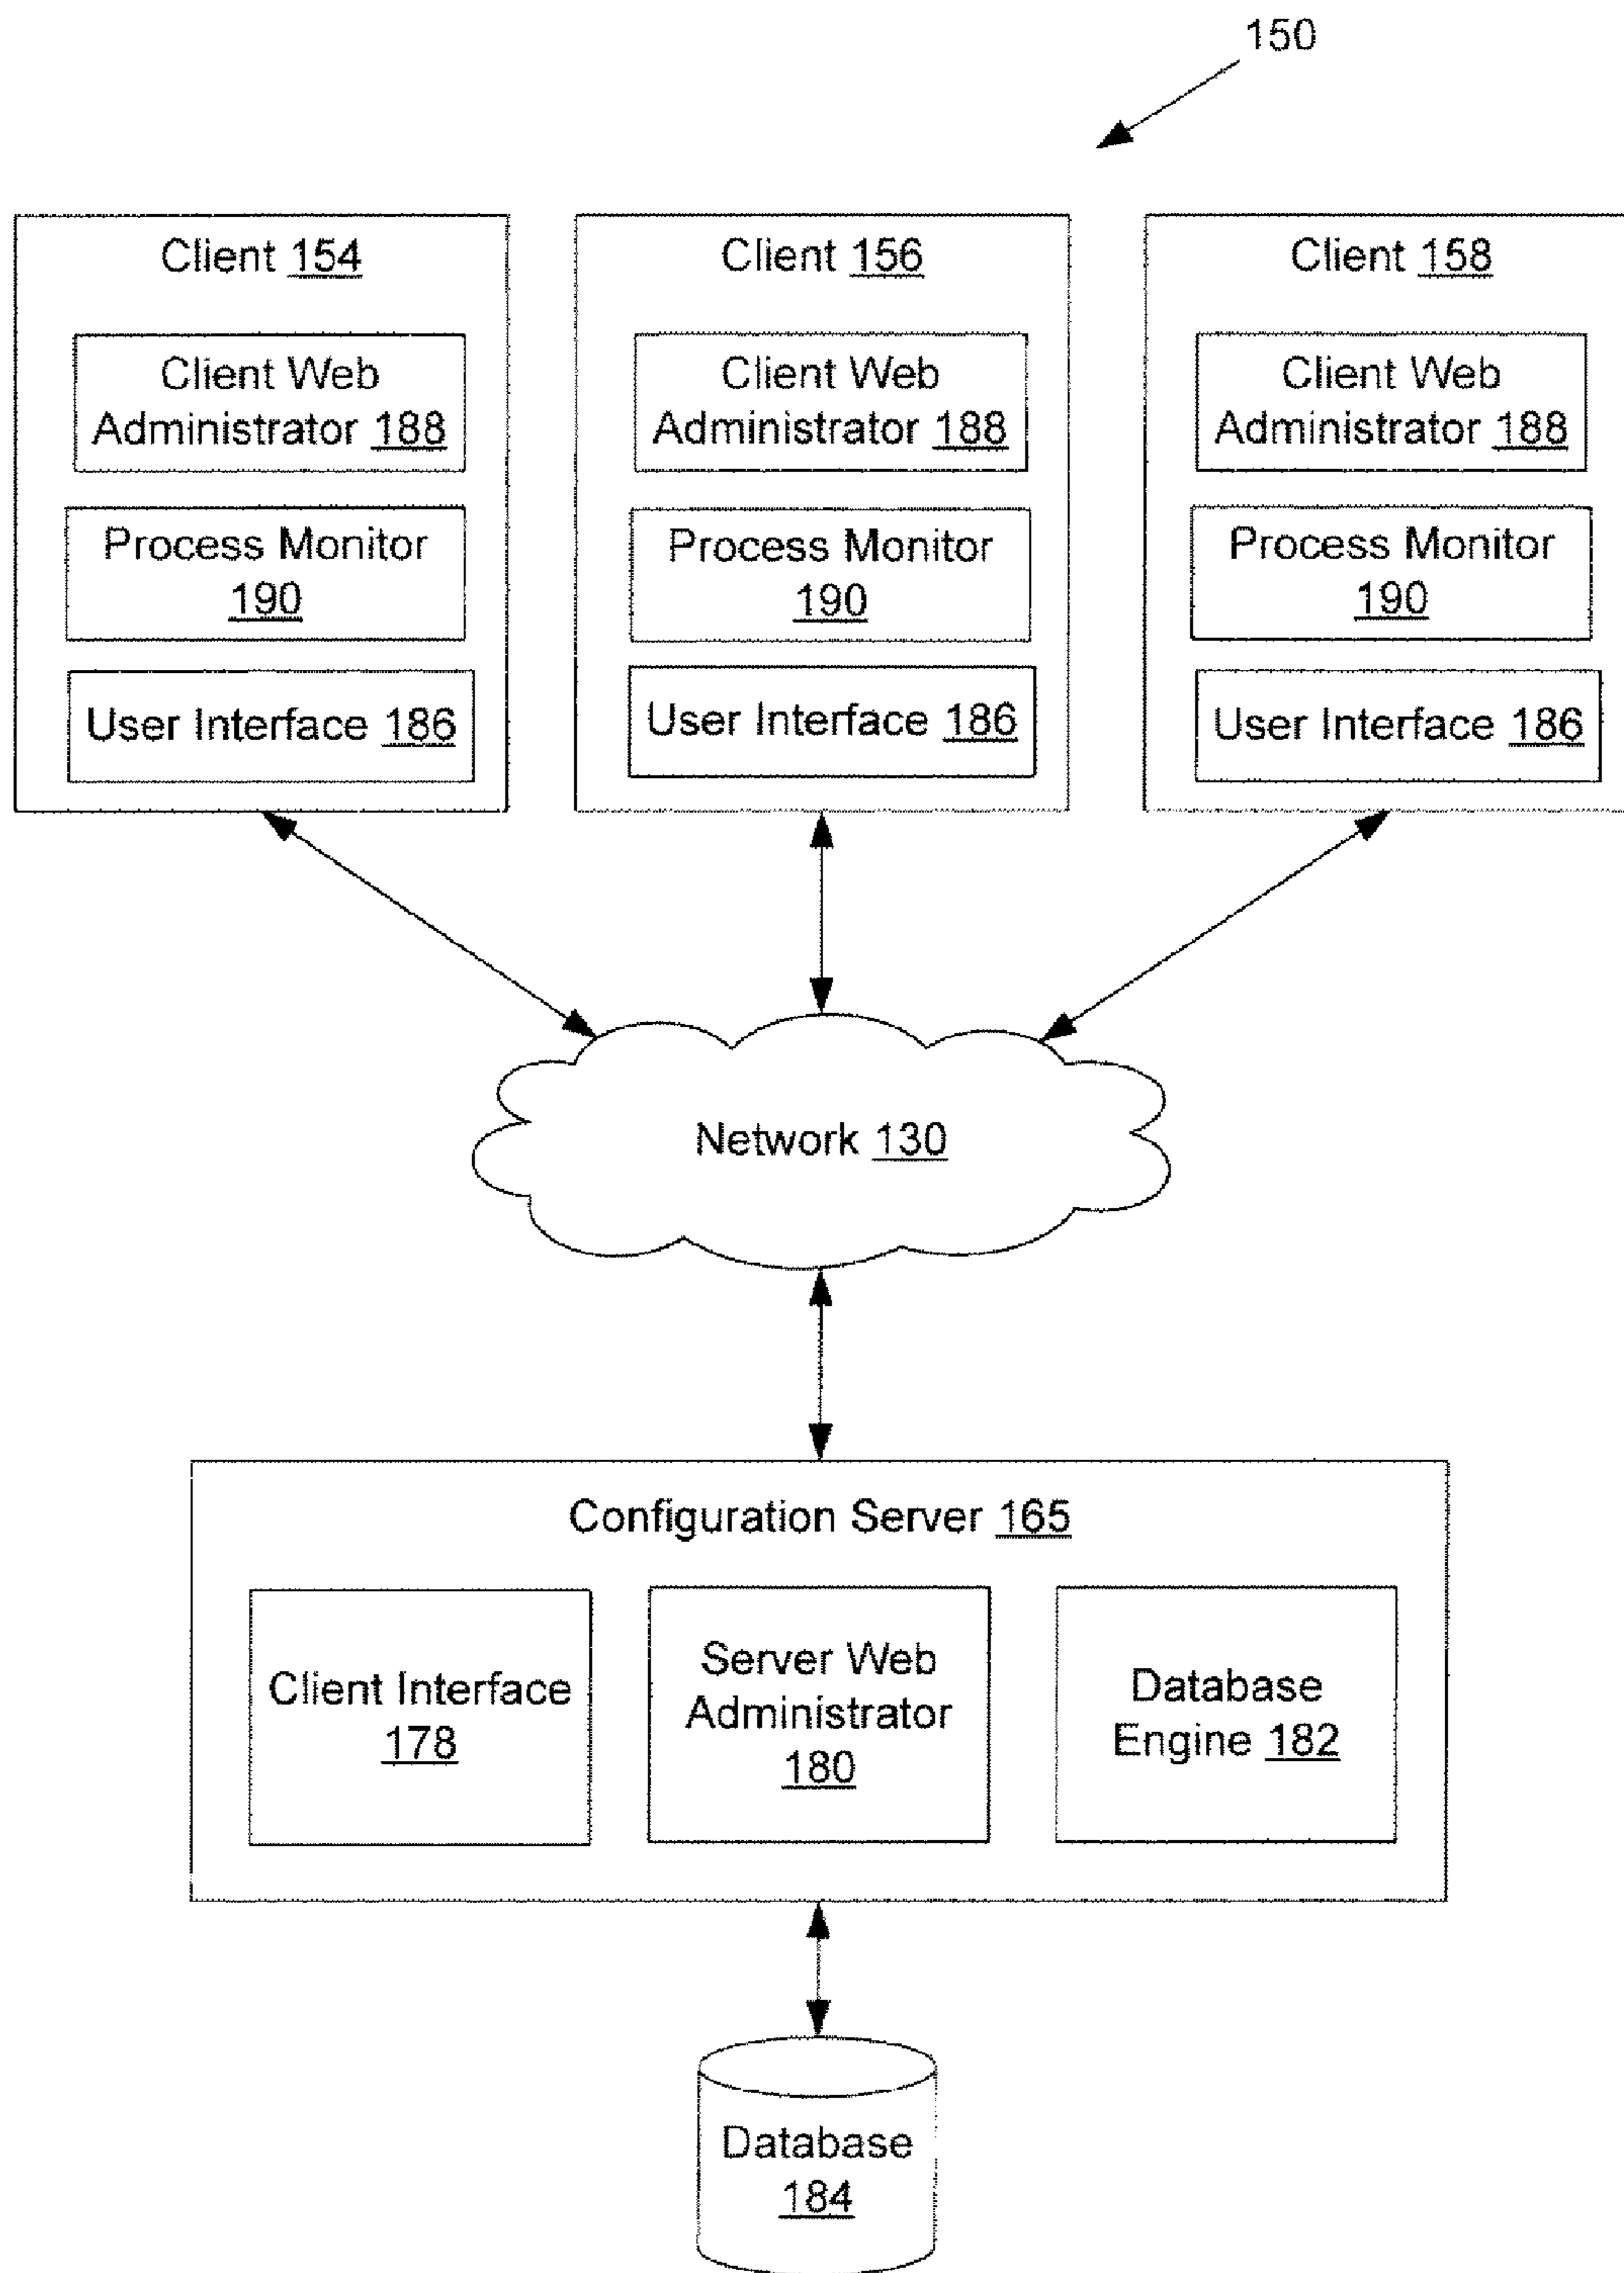 150
Client 154
Client Web
Administrator 188
Process Monitor
190
User Interface 186
Client 156
Client Web
Administrator 188
Process Monitor
190
User Interface 186
Client 158
Client Web
Administrator 188
Process Monitor
190
User Interface 186
Network 130
Configuration Server 165
Client Interface
178
Server Web
Administrator
180
Database
Engine 182
Database
184